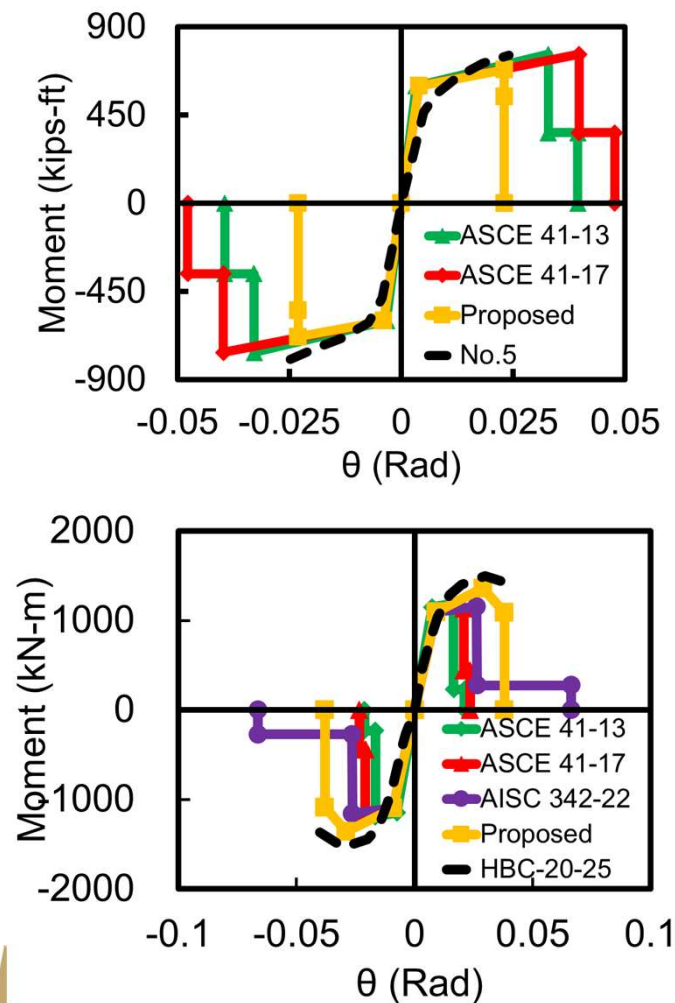 900
450
0
-450
-900
Moment (kips-ft)
ASCE 41-13
ASCE 41-17
Proposed
No.5
-0.05 -0.025 0 0.025 0.05
θ (Rad)
2000
1000
0
-1000
-2000
Moment (kN-m)
ASCE 41-13
ASCE 41-17
AISC 342-22
Proposed
HBC-20-25
-0.1 -0.05 0 0.05 0.1
θ (Rad)